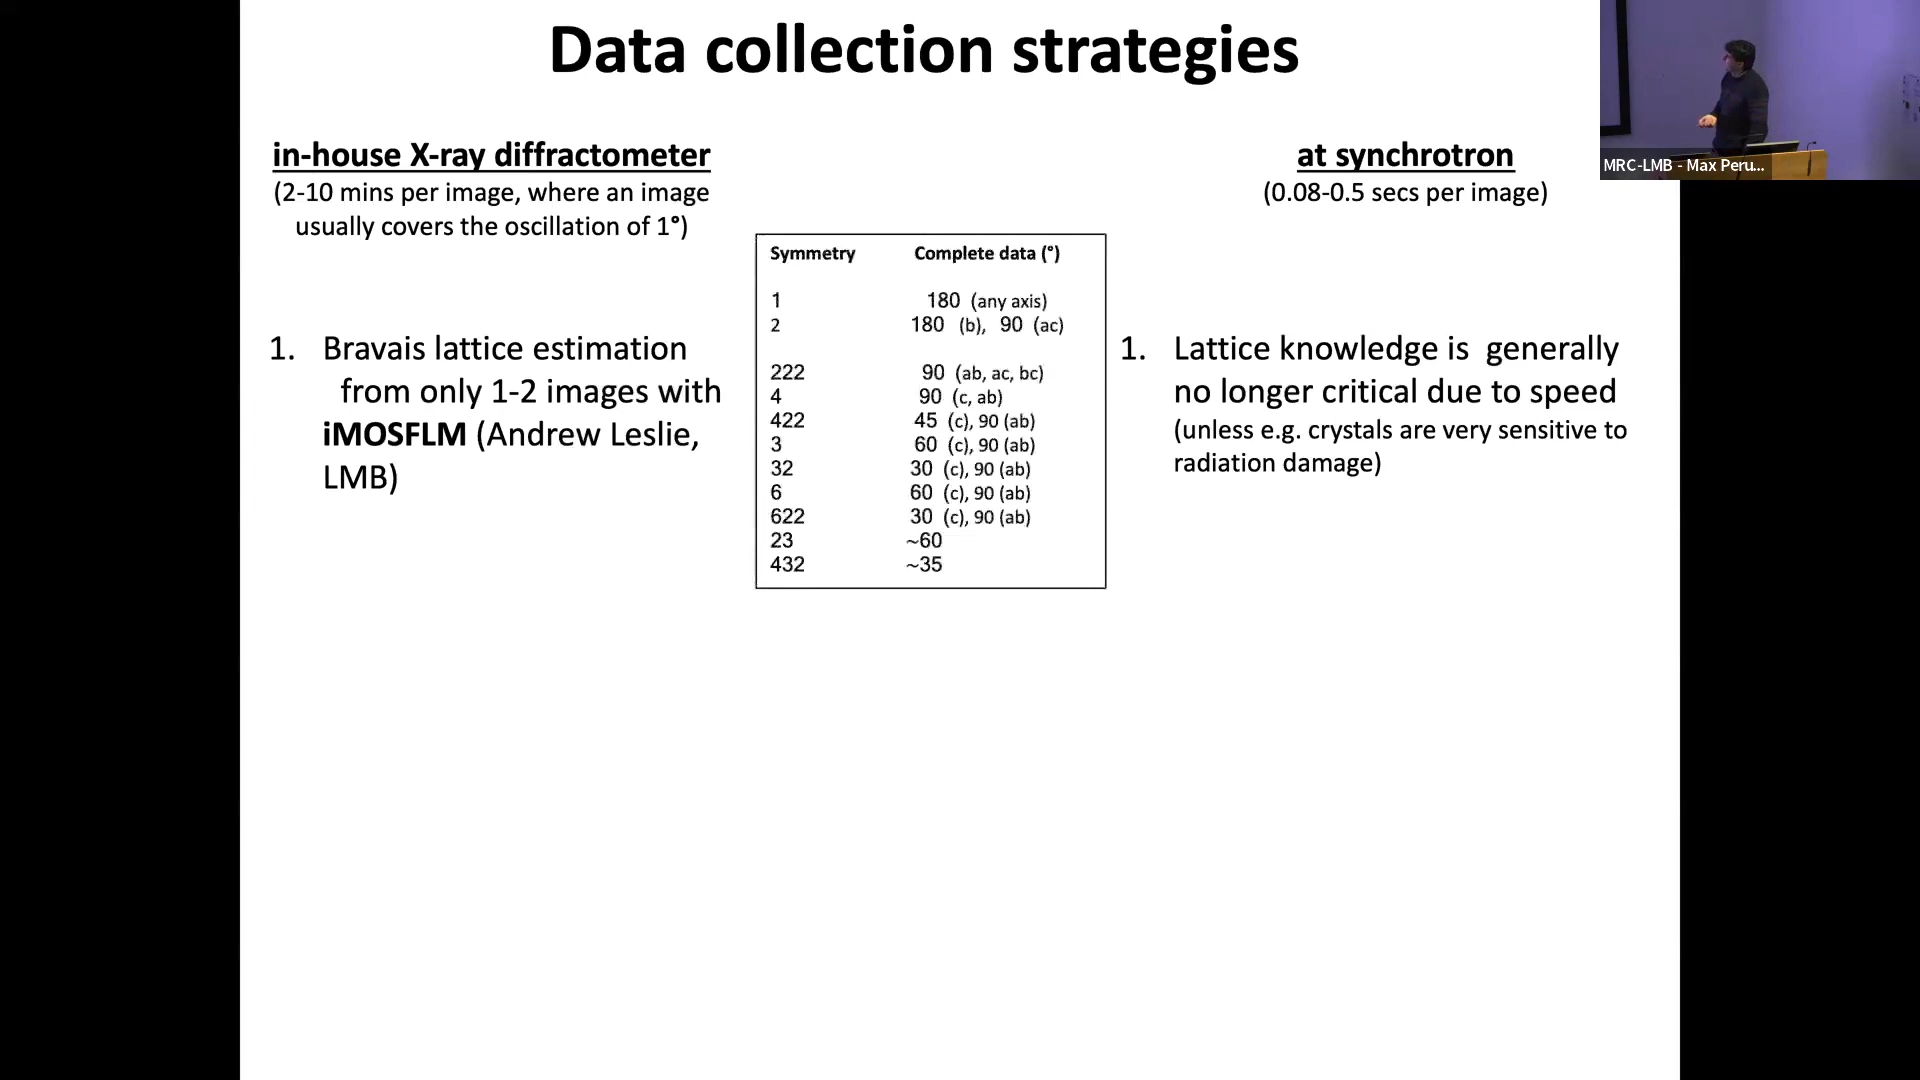 Data collection strategies
in-house X-ray diffractometer
(2-10 mins per image, where an image
usually covers the oscillation of 1°)
1. Bravais lattice estimation
from only 1-2 images with
iMOSFLM (Andrew Leslie,
LMB)
Symmetry Complete data (°)
1 180 (any axis)
2 180 (b), 90 (ac)
222 90 (ab, ac, bc)
4 90 (c, ab)
422 45 (c), 90 (ab)
3 60 (c), 90 (ab)
32 30 (c), 90 (ab)
6 60 (c), 90 (ab)
622 30 (c), 90 (ab)
23 ~60
432 ~35
at synchrotron
(0.08-0.5 secs per image)
1. Lattice knowledge is generally
no longer critical due to speed
(unless e.g. crystals are very sensitive to
radiation damage)
MRC-LMB - Max Peru...